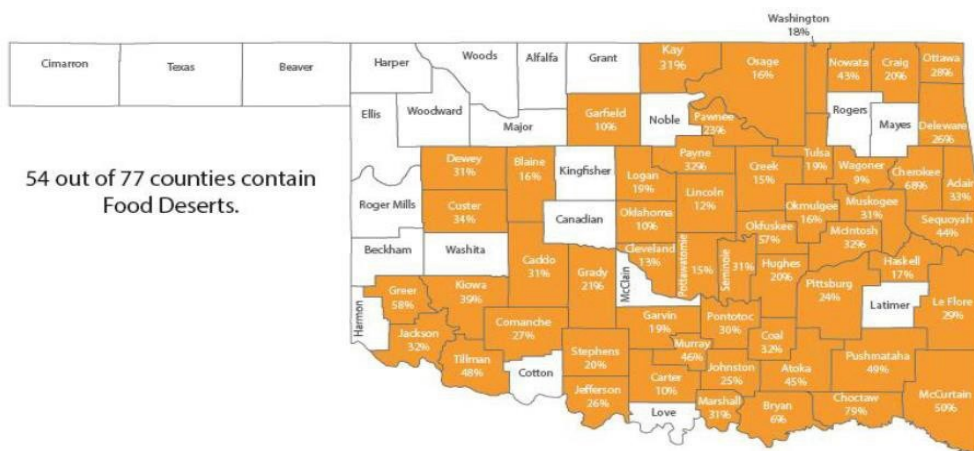 Washington
18%
Cimarron
Texas
Beaver
Harper
Woods
Alfalfa
Grant
Kay
31%
Osage
16%
Nowata
43%
Craig
20%
Ottawa
28%
Ellis
Woodward
Major
Garfield
10%
Noble
Pawnee
23%
Rogers
Mayes
Deleware
26%
54 out of 77 counties contain
Food Deserts.
Roger Mills
Dewey
31%
Blaine
16%
Kingfisher
Logan
19%
Payne
32%
Creek
15%
Tulsa
19%
Wagoner
9%
Cherokee
68%
Adair
33%
Custer
34%
Canadian
Oklahoma
10%
Lincoln
12%
Okmulgee
16%
Muskogee
31%
Sequoyah
44%
Beckham
Washita
Caddo
31%
Grady
21%
Cleveland
13%
McClain
Pottawatomie
15%
Seminole
31%
Okfuskee
57%
McIntosh
32%
Hughes
20%
Haskell
17%
Harmon
Greer
58%
Kiowa
39%
Pittsburg
24%
Latimer
Le Flore
29%
Jackson
32%
Comanche
27%
Garvin
19%
Pontotoc
30%
Coal
32%
Tillman
48%
Cotton
Stephens
20%
Murray
46%
Johnston
25%
Atoka
45%
Pushmataha
49%
Jefferson
26%
Carter
10%
Love
Marshall
31%
Bryan
6%
Choctaw
79%
McCurtain
50%